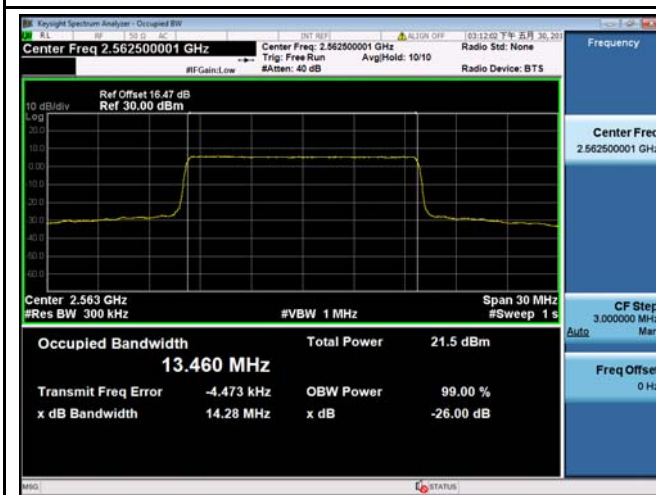 Keysight Spectrum Analyzer - Occupied BW
RL RF 50 Ω AC INT REF ALIGN OFF 03:12:02 下午 五月 30, 201
Center Freq 2.562500001 GHz
Center Freq: 2.562500001 GHz
Radio Std: None
Trig: Free Run Avg|Hold: 10/10
#IFGain:Low #Atten: 40 dB
Radio Device: BTS
Frequency
Ref Offset 16.47 dB
10 dB/div Ref 30.00 dBm
Log
20.0
10.0
0.00
10.0
20.0
30.0
40.0
50.0
60.0
Center Freq
2.562500001 GHz
Center 2.563 GHz Span 30 MHz
#Res BW 300 kHz #VBW 1 MHz #Sweep 1 s
CF Step
3.000000 MHz
Auto Man
Occupied Bandwidth Total Power 21.5 dBm
13.460 MHz
Transmit Freq Error -4.473 kHz OBW Power 99.00 %
x dB Bandwidth 14.28 MHz x dB -26.00 dB
Freq Offset
0 Hz
MSG STATUS